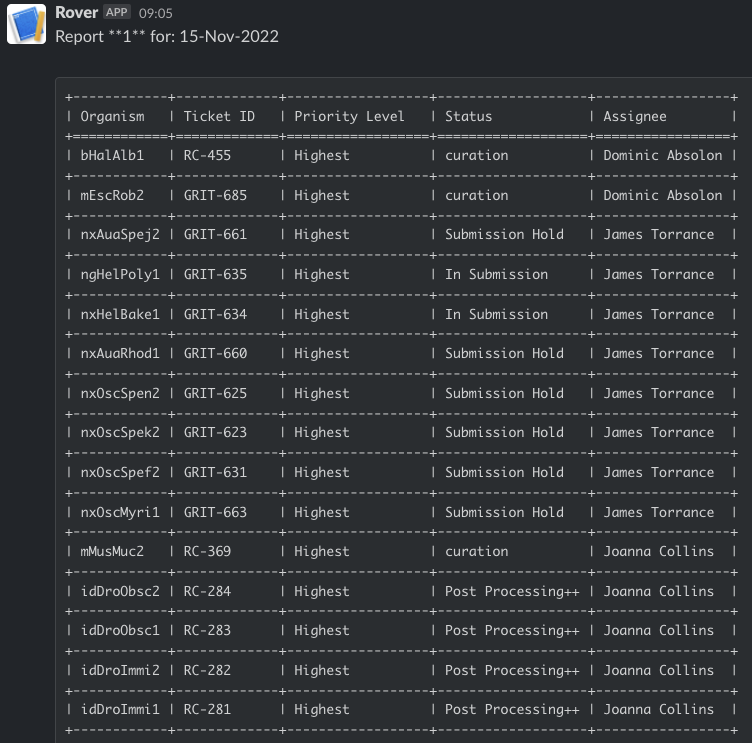 Rover APP 09:05
Report **1** for: 15-Nov-2022
+------------+-------------+------------------+-------------------+-----------------+
| Organism | Ticket ID | Priority Level | Status | Assignee |
+============+=============+==================+===================+=================+
| bHalAlb1 | RC-455 | Highest | curation | Dominic Absolon |
+------------+-------------+------------------+-------------------+-----------------+
| mEscRob2 | GRIT-685 | Highest | curation | Dominic Absolon |
+------------+-------------+------------------+-------------------+-----------------+
| nxAuaSpej2 | GRIT-661 | Highest | Submission Hold | James Torrance |
+------------+-------------+------------------+-------------------+-----------------+
| ngHelPoly1 | GRIT-635 | Highest | In Submission | James Torrance |
+------------+-------------+------------------+-------------------+-----------------+
| nxHelBake1 | GRIT-634 | Highest | In Submission | James Torrance |
+------------+-------------+------------------+-------------------+-----------------+
| nxAuaRhod1 | GRIT-660 | Highest | Submission Hold | James Torrance |
+------------+-------------+------------------+-------------------+-----------------+
| nxOscSpen2 | GRIT-625 | Highest | Submission Hold | James Torrance |
+------------+-------------+------------------+-------------------+-----------------+
| nxOscSpek2 | GRIT-623 | Highest | Submission Hold | James Torrance |
+------------+-------------+------------------+-------------------+-----------------+
| nxOscSpef2 | GRIT-631 | Highest | Submission Hold | James Torrance |
+------------+-------------+------------------+-------------------+-----------------+
| nxOscMyri1 | GRIT-663 | Highest | Submission Hold | James Torrance |
+------------+-------------+------------------+-------------------+-----------------+
| mMusMuc2 | RC-369 | Highest | curation | Joanna Collins |
+------------+-------------+------------------+-------------------+-----------------+
| idDroObsc2 | RC-284 | Highest | Post Processing++ | Joanna Collins |
+------------+-------------+------------------+-------------------+-----------------+
| idDroObsc1 | RC-283 | Highest | Post Processing++ | Joanna Collins |
+------------+-------------+------------------+-------------------+-----------------+
| idDroImmi2 | RC-282 | Highest | Post Processing++ | Joanna Collins |
+------------+-------------+------------------+-------------------+-----------------+
| idDroImmi1 | RC-281 | Highest | Post Processing++ | Joanna Collins |
+------------+-------------+------------------+-------------------+-----------------+